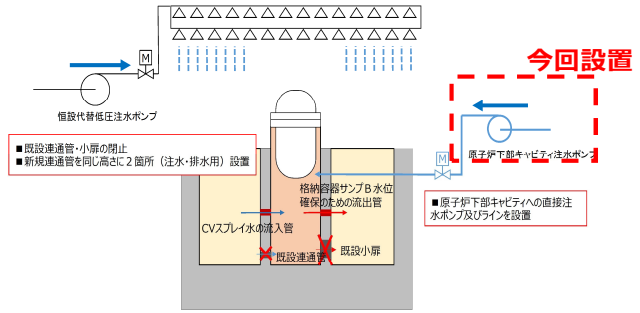 今回設置
M
恒設代替低圧注水ポンプ
原子炉下部キャビティ注水ポンプ
M
■既設連通管・小扉の閉止
■新規連通管を同じ高さに２箇所（注水・排水用）設置
格納容器サンプＢ水位
確保のための流出管
■原子炉下部キャビティへの直接注
水ポンプ及びラインを設置
CVスプレイ水の流入管
既設連通管
既設小扉